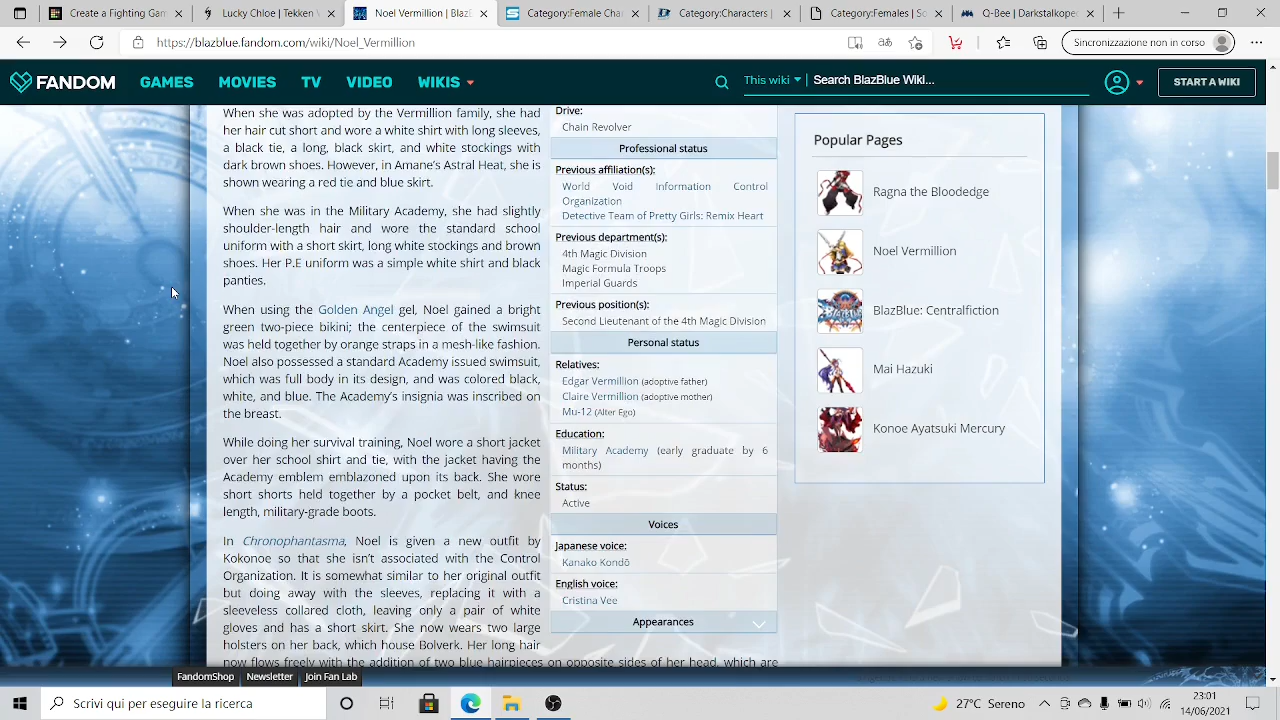 Create a Fighting Gam
Lucky Chloe | Tekken
Noel Vermillion | Blaz
Category:Female Cha
Category:Characters |
Category:Females | So
Q-Bee | Darkstalkope
https://blazblue.fandom.com/wiki/Noel_Vermillion
Sincronizzazione non in corso
FANDOM
GAMES
MOVIES
TV
VIDEO
WIKIS
This wiki
Search BlazBlue Wiki...
START A WIKI
When she was adopted by the Vermillion family, she had
her hair cut short and wore a white shirt with long sleeves,
a black tie, a long, black skirt, and white stockings with
dark brown shoes. However, in Amane's Astral Heat, she is
shown wearing a red tie and blue skirt.
When she was in the Military Academy, she had slightly
shoulder-length hair and wore the standard school
uniform with a short skirt, long white stockings and brown
shoes. Her P.E uniform was a simple white shirt and black
panties.
When using the Golden Angel gel, Noel gained a bright
green two-piece bikini; the centerpiece of the swimsuit
was held together by orange straps in a mesh-like fashion.
Noel also possessed a standard Academy issued swimsuit,
which was full body in its design, and was colored black,
white, and blue. The Academy's insignia was inscribed on
the breast.
While doing her survival training, Noel wore a short jacket
over her school shirt and tie, with the jacket having the
Academy emblem emblazoned upon its back. She wore
short shorts held together by a pocket belt, and knee
length, military-grade boots.
In Chronophantasma, Noel is given a new outfit by
Kokonoe so that she isn't associated with the Control
Organization. It is somewhat similar to her original outfit
but doing away with the sleeves, replacing it with a
sleeveless collared cloth, leaving only a pair of white
gloves and has a short skirt. She now wears two large
holsters on her back, which house Bolverk. Her long hair
now flows freely with the addition of two blue hairpieces on opposite sides of her head, which are
Drive:
Chain Revolver
Professional status
Previous affiliation(s):
World Void Information Control
Organization
Detective Team of Pretty Girls: Remix Heart
Previous department(s):
4th Magic Division
Magic Formula Troops
Imperial Guards
Previous position(s):
Second Lieutenant of the 4th Magic Division
Personal status
Relatives:
Edgar Vermillion (adoptive father)
Claire Vermillion (adoptive mother)
Mu-12 (Alter Ego)
Education:
Military Academy (early graduate by 6
months)
Status:
Active
Voices
Japanese voice:
Kanako Kondō
English voice:
Cristina Vee
Appearances
Popular Pages
Ragna the Bloodedge
Noel Vermillion
BlazBlue: Centralfiction
Mai Hazuki
Konoe Ayatsuki Mercury
FandomShop
Newsletter
Join Fan Lab
Scrivi qui per eseguire la ricerca
27°C Sereno
23:01
14/06/2021